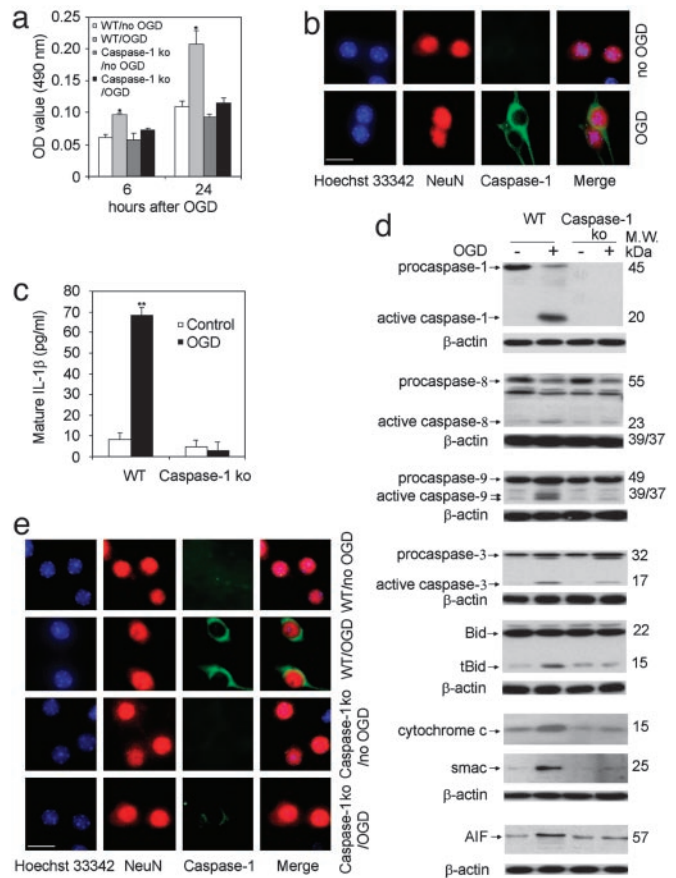 a
WT/no OGD
WT/OGD
Caspase-1 ko
/no OGD
Caspase-1 ko
/OGD
OD value (490 nm)
0.25
0.20
0.15
0.10
0.05
0.00
*
*
6
24
hours after OGD
b
no OGD
OGD
Hoechst 33342
NeuN
Caspase-1
Merge
c
Mature IL-1β (pg/ml)
80
70
60
50
40
30
20
10
0
**
Control
OGD
WT
Caspase-1 ko
d
WT
Caspase-1
ko
M.W.
kDa
OGD
- + - +
procaspase-1
45
active caspase-1
20
β-actin
procaspase-8
55
active caspase-8
23
β-actin
39/37
procaspase-9
49
active caspase-9
39/37
β-actin
procaspase-3
32
active caspase-3
17
β-actin
Bid
22
tBid
15
β-actin
cytochrome c
15
smac
25
β-actin
AIF
57
β-actin
e
WT/no OGD
WT/OGD
Caspase-1 ko
/no OGD
Caspase-1 ko
/OGD
Hoechst 33342
NeuN
Caspase-1
Merge